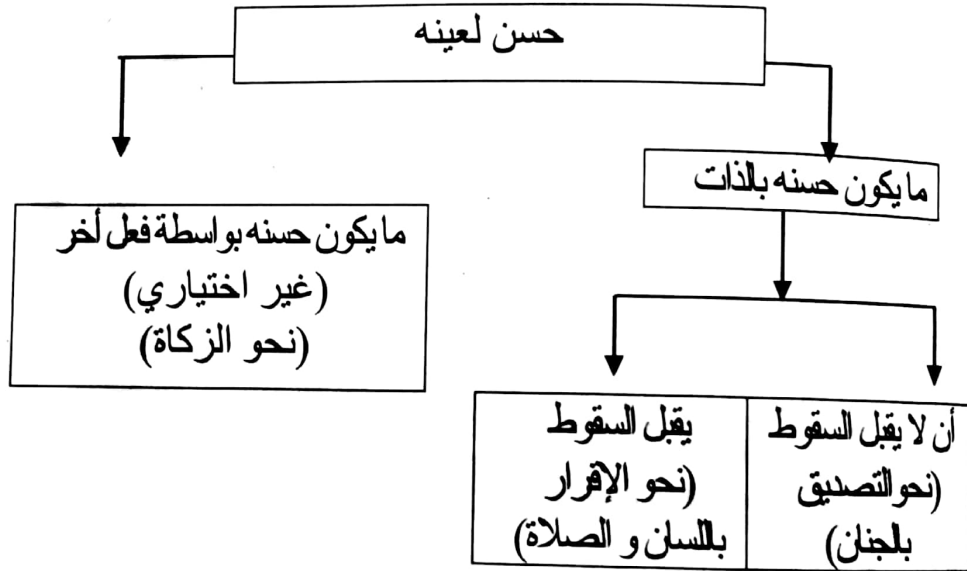 حسن لعينه
ما يكون حسنه بالذات
ما يكون حسنه بواسطة فعل أخر
(غير اختياري)
(نحو الزكاة)
أن لا يقبل السقوط
(نحو التصديق
بالجنان)
يقبل السقوط
(نحو الإقرار
باللسان و الصلاة)